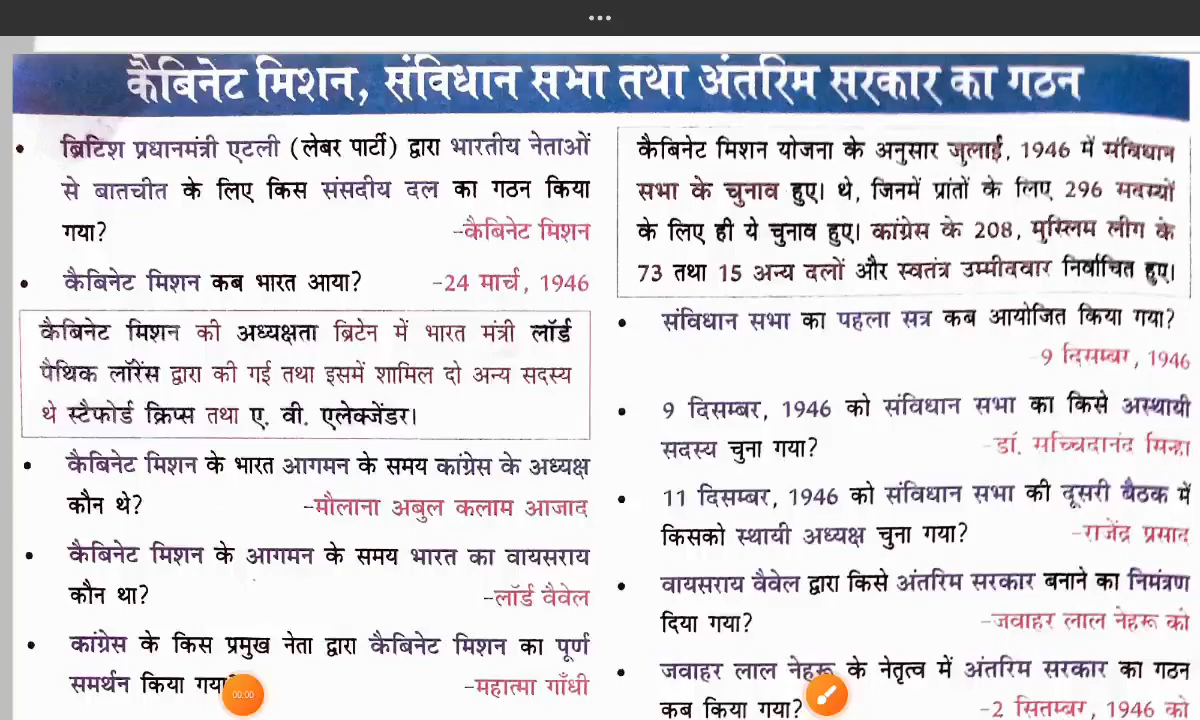 कैबिनेट मिशन, संविधान सभा तथा अंतरिम सरकार का गठन
• ब्रिटिश प्रधानमंत्री एटली (लेबर पार्टी) द्वारा भारतीय नेताओं
से बातचीत के लिए किस संसदीय दल का गठन किया
गया? -कैबिनेट मिशन
• कैबिनेट मिशन कब भारत आया? -24 मार्च, 1946
कैबिनेट मिशन की अध्यक्षता ब्रिटेन में भारत मंत्री लॉर्ड
पैथिक लॉरेंस द्वारा की गई तथा इसमें शामिल दो अन्य सदस्य
थे स्टैफोर्ड क्रिप्स तथा ए. वी. एलेक्जेंडर।
• कैबिनेट मिशन के भारत आगमन के समय कांग्रेस के अध्यक्ष
कौन थे? -मौलाना अबुल कलाम आजाद
• कैबिनेट मिशन के आगमन के समय भारत का वायसराय
कौन था? -लॉर्ड वैवेल
• कांग्रेस के किस प्रमुख नेता द्वारा कैबिनेट मिशन का पूर्ण
समर्थन किया गया -महात्मा गाँधी
00:00
कैबिनेट मिशन योजना के अनुसार जुलाई, 1946 में संविधान
सभा के चुनाव हुए। थे, जिनमें प्रांतों के लिए 296 सदस्यों
के लिए ही ये चुनाव हुए। कांग्रेस के 208, मुस्लिम लीग के
73 तथा 15 अन्य दलों और स्वतंत्र उम्मीदवार निर्वाचित हुए।
• संविधान सभा का पहला सत्र कब आयोजित किया गया?
-9 दिसम्बर, 1946
• 9 दिसम्बर, 1946 को संविधान सभा का किसे अस्थायी
सदस्य चुना गया? -डॉ. सच्चिदानंद सिन्हा
• 11 दिसम्बर, 1946 को संविधान सभा की दूसरी बैठक में
किसको स्थायी अध्यक्ष चुना गया? -राजेंद्र प्रसाद
• वायसराय वैवेल द्वारा किसे अंतरिम सरकार बनाने का निमंत्रण
दिया गया? -जवाहर लाल नेहरू को
• जवाहर लाल नेहरू के नेतृत्व में अंतरिम सरकार का गठन
कब किया गया? -2 सितम्बर, 1946 को